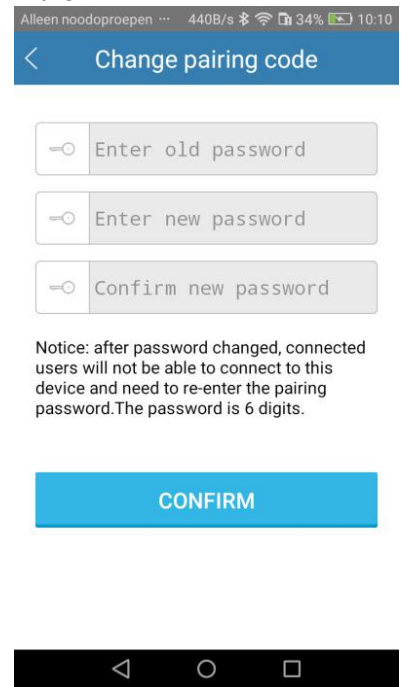 Alleen noodoproepen ··· 440B/s 34% 10:10
Change pairing code
Enter old password
Enter new password
Confirm new password
Notice: after password changed, connected
users will not be able to connect to this
device and need to re-enter the pairing
password.The password is 6 digits.
CONFIRM